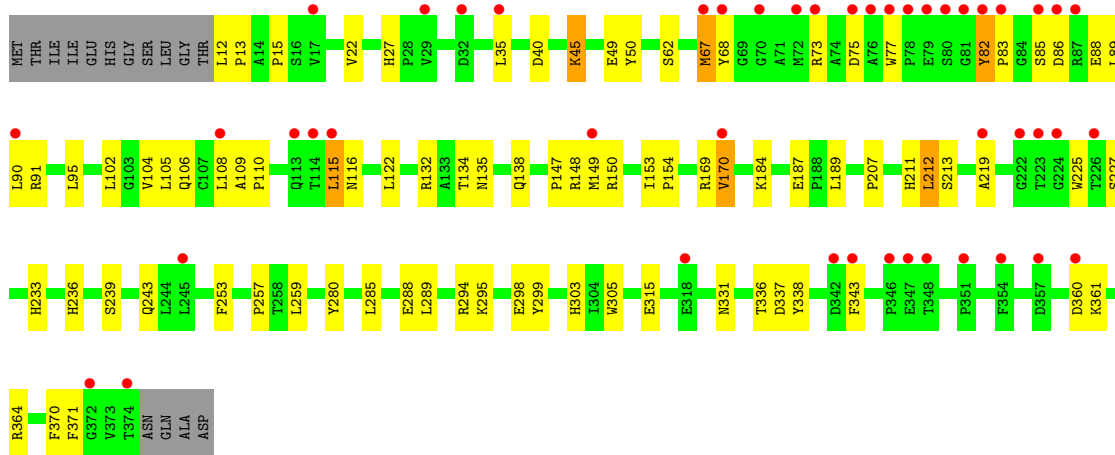 MET THR ILE ILE GLU HIS GLY SER LEU GLY THR L12 P13 A14 P15 S16 V17 V22 H27 P28 V29 D32 L35 D40 K45 E49 Y50 S62 M67 Y68 G69 G70 A71 M72 R73 A74 D75 A76 W77 P78 E79 S80 G81 Y82 P83 G84 S85 D86 R87 E88 L89
L90 R91 L95 L102 G103 V104 L105 Q106 C107 L108 A109 P110 Q113 T114 L115 N116 L122 R132 A133 T134 N135 Q138 P147 R148 M149 R150 I153 P154 R169 V170 K184 E187 P188 L189 P207 H211 L212 S213 A219 G222 T223 G224 W225 T226 S227
H233 H236 S239 Q243 L244 L245 F253 P257 T258 L259 Y280 L285 E288 L289 R294 K295 E298 Y299 H303 I304 W305 E315 E318 N331 T336 D337 Y338 D342 F343 P346 E347 T348 P351 F354 D357 D360 K361
R364 F370 F371 G372 V373 T374 ASN GLN ALA ASP